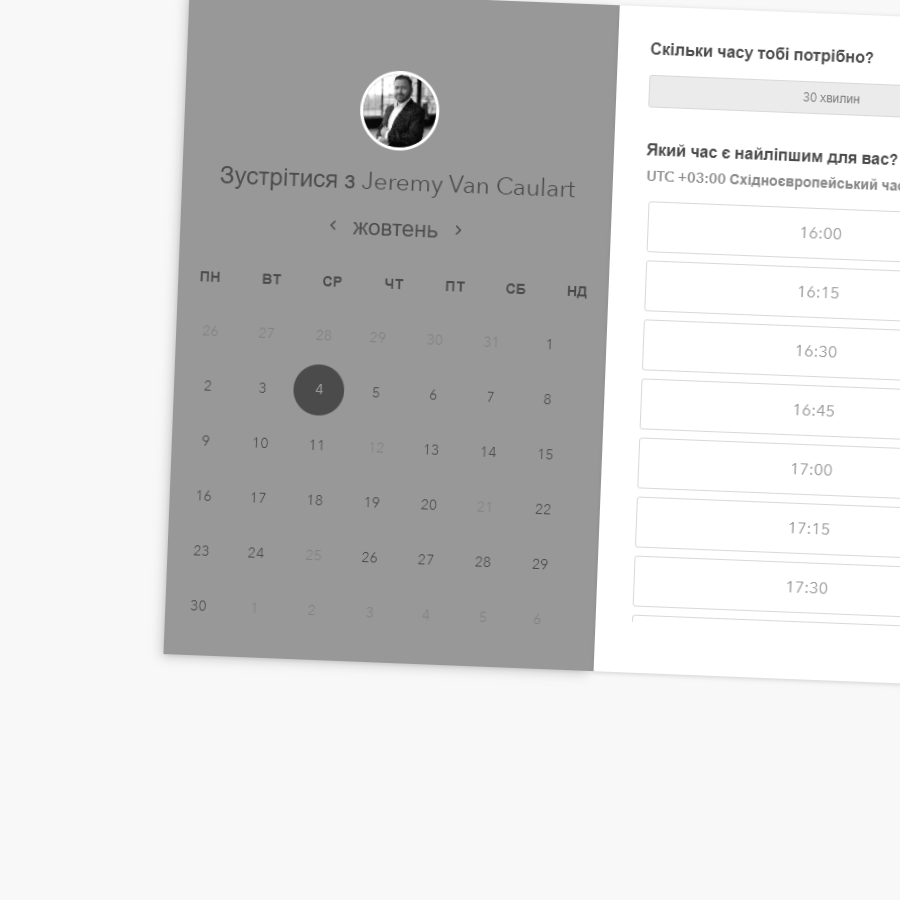 Зустрітися з Jeremy Van Caulart
‹ жовтень ›
ПН ВТ СР ЧТ ПТ СБ НД
26 27 28 29 30 31 1
2 3 4 5 6 7 8
9 10 11 12 13 14 15
16 17 18 19 20 21 22
23 24 25 26 27 28 29
30 1 2 3 4 5 6
Скільки часу тобі потрібно?
30 хвилин
Який час є найліпшим для вас?
UTC +03:00 Східноєвропейський
16:00
16:15
16:30
16:45
17:00
17:15
17:30